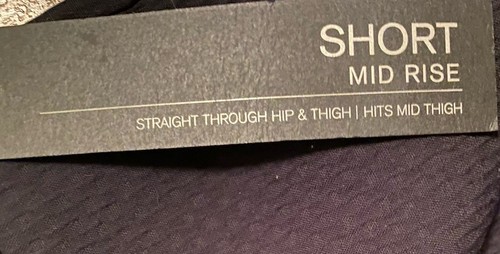 SHORT
MID RISE
STRAIGHT THROUGH HIP & THIGH | HITS MID THIGH